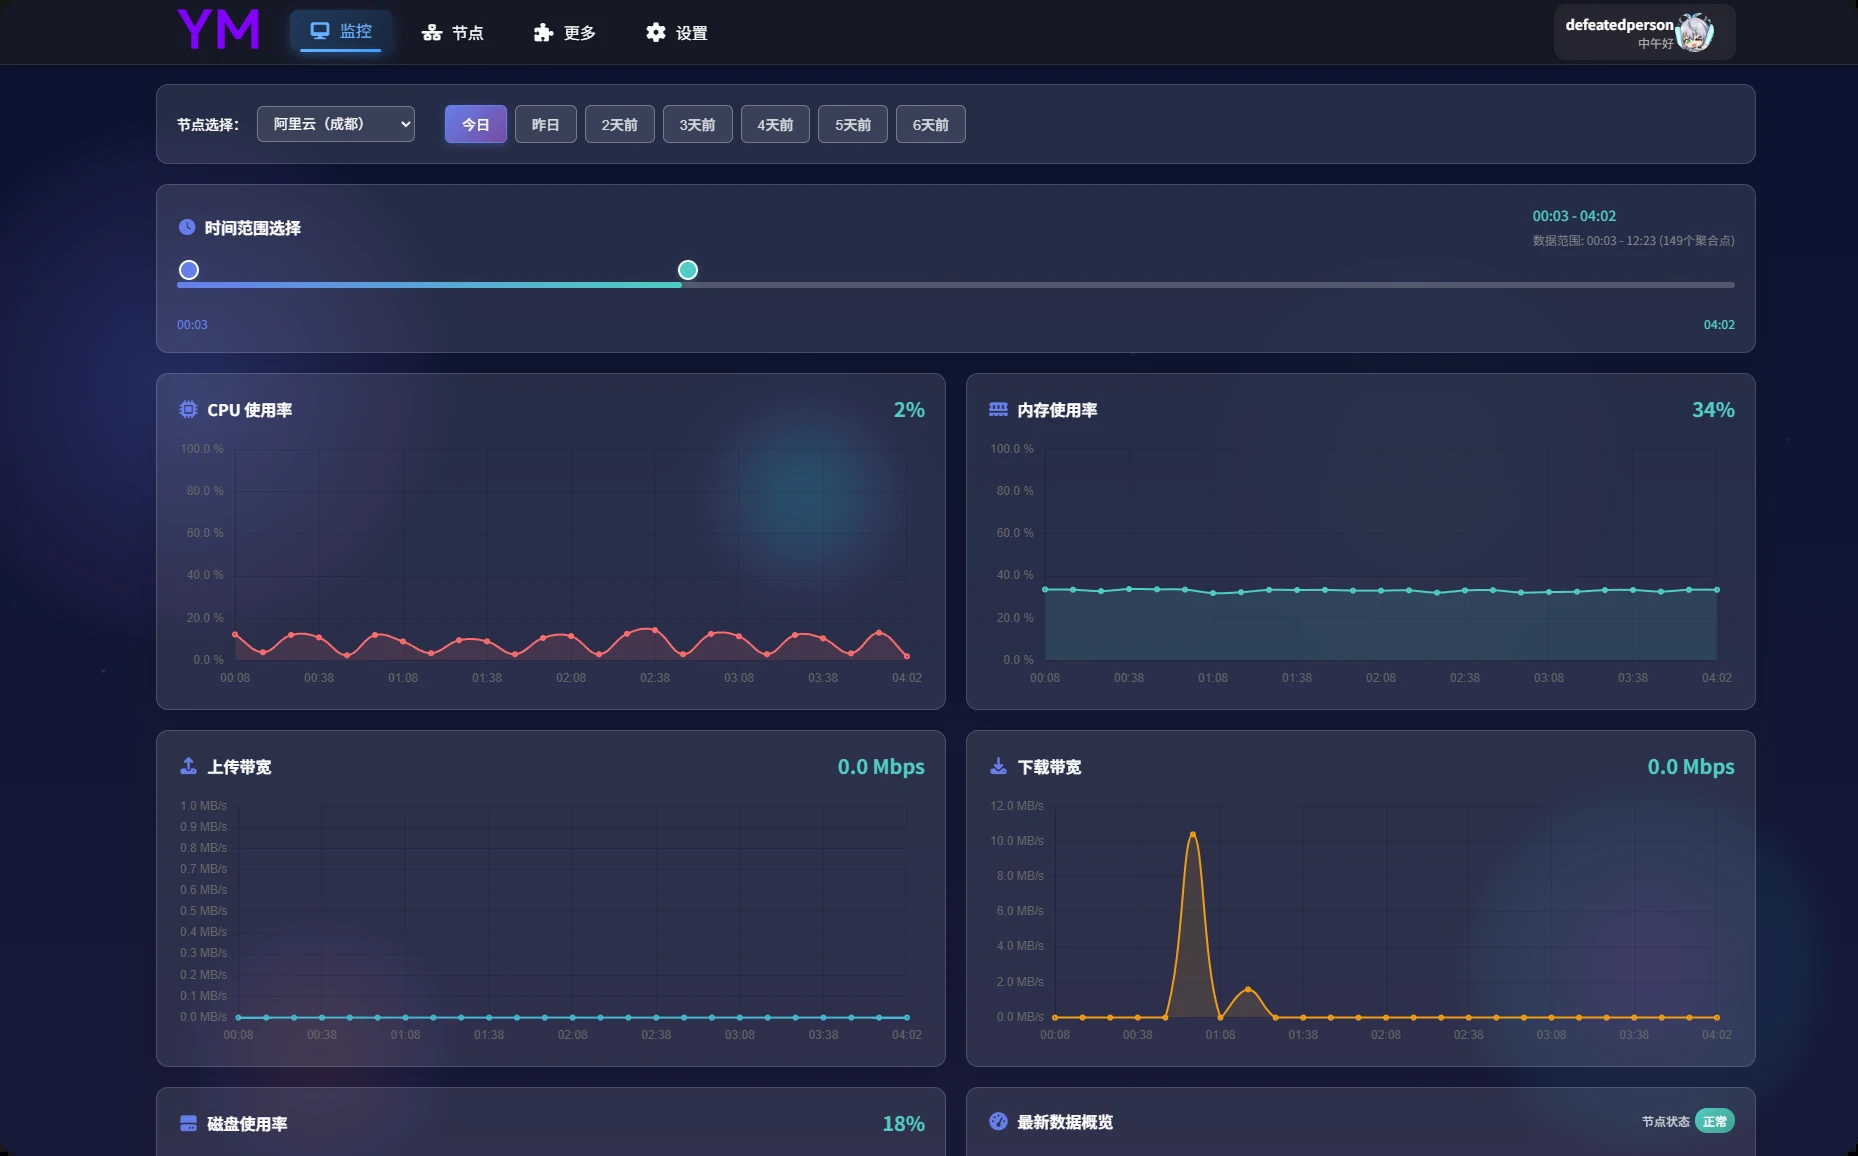 YM
监控
节点
更多
设置
defeatedperson
中午好
节点选择:
阿里云（成都）
今日
昨日
2天前
3天前
4天前
5天前
6天前
时间范围选择
00:03 - 04:02
数据范围: 00:03 - 12:23 (149个聚合点)
00:03
04:02
CPU 使用率
2%
100.0 %
80.0 %
60.0 %
40.0 %
20.0 %
0.0 %
00:08 00:38 01:08 01:38 02:08 02:38 03:08 03:38 04:02
内存使用率
34%
100.0 %
80.0 %
60.0 %
40.0 %
20.0 %
0.0 %
00:08 00:38 01:08 01:38 02:08 02:38 03:08 03:38 04:02
上传带宽
0.0 Mbps
1.0 MB/s
0.9 MB/s
0.8 MB/s
0.7 MB/s
0.6 MB/s
0.5 MB/s
0.4 MB/s
0.3 MB/s
0.2 MB/s
0.1 MB/s
0.0 MB/s
00:08 00:38 01:08 01:38 02:08 02:38 03:08 03:38 04:02
下载带宽
0.0 Mbps
12.0 MB/s
10.0 MB/s
8.0 MB/s
6.0 MB/s
4.0 MB/s
2.0 MB/s
0.0 MB/s
00:08 00:38 01:08 01:38 02:08 02:38 03:08 03:38 04:02
磁盘使用率
18%
最新数据概览
节点状态 正常